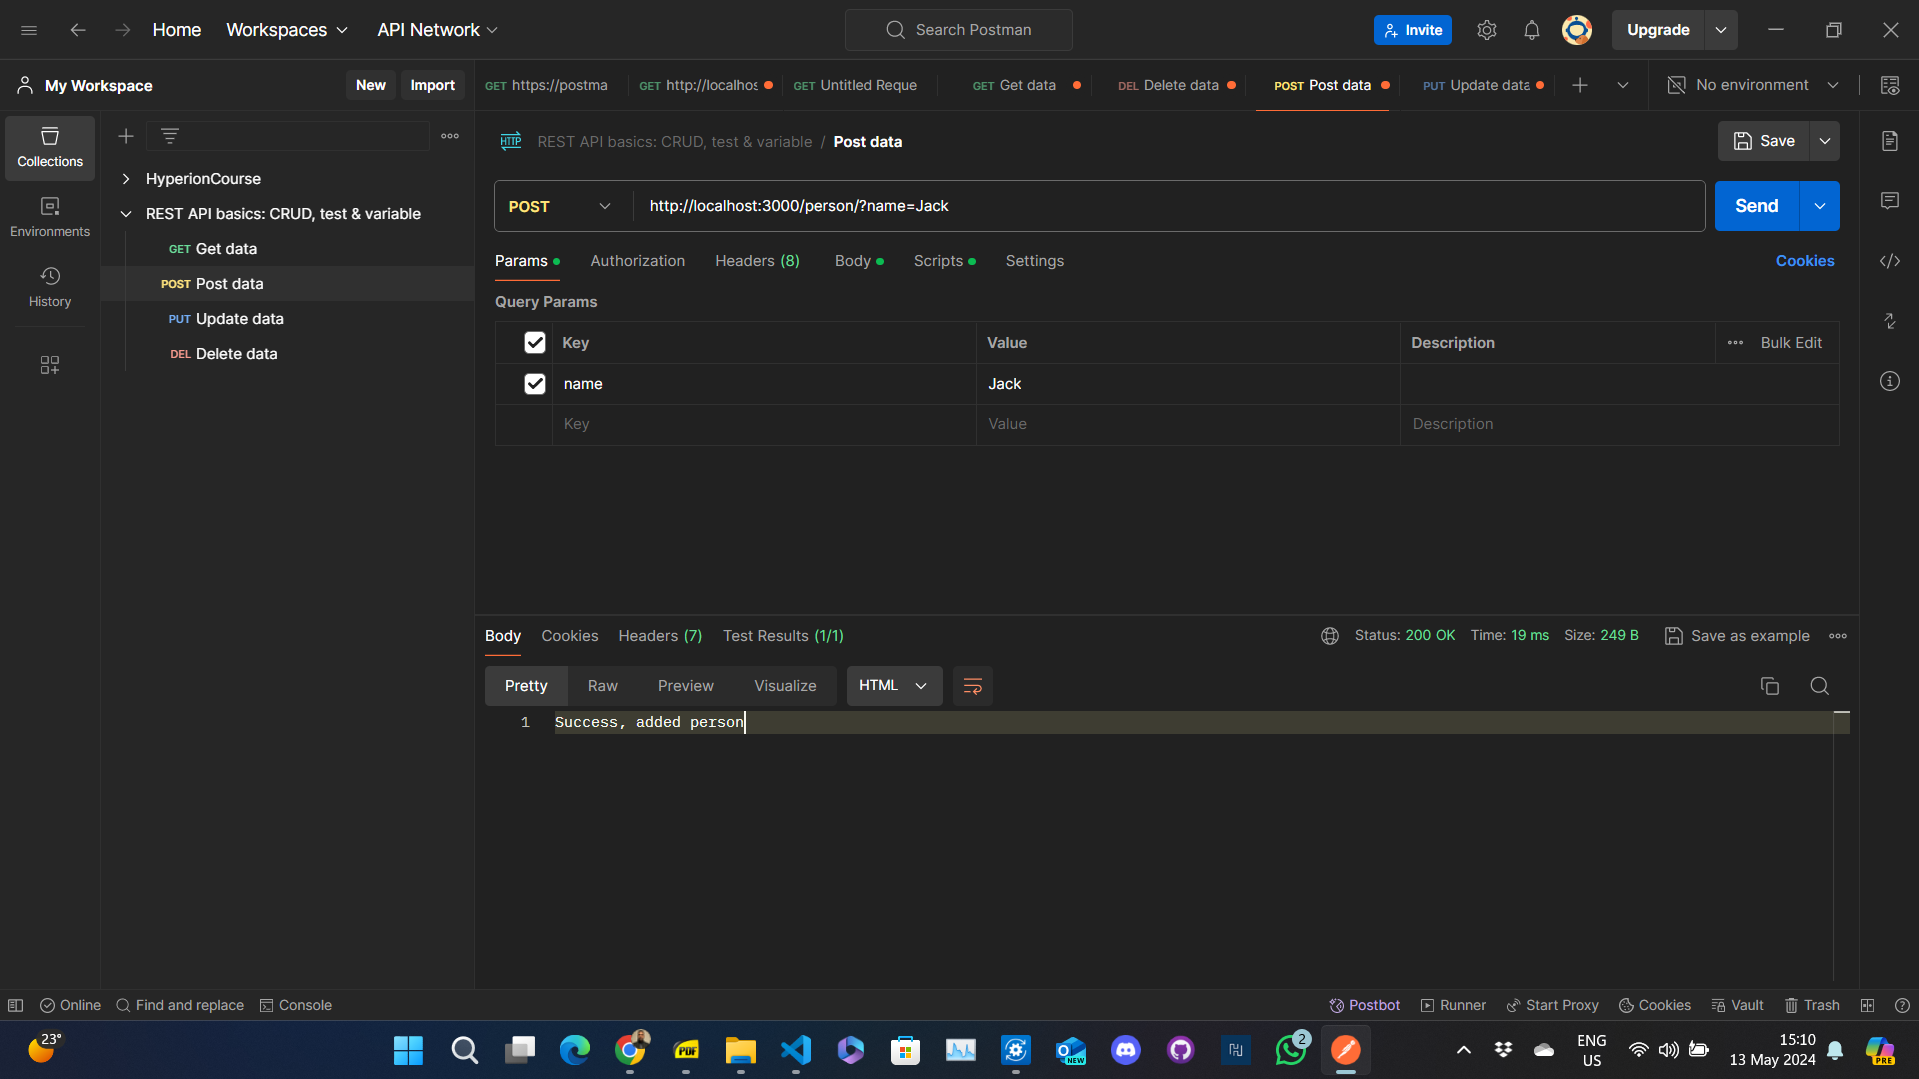 Home Workspaces API Network Search Postman Invite Upgrade
My Workspace New Import GET https://postma GET http://localhos GET Untitled Reque GET Get data DEL Delete data POST Post data PUT Update data No environment
Collections
Environments
History
HyperionCourse
REST API basics: CRUD, test & variable
GET Get data
POST Post data
PUT Update data
DEL Delete data
HTTP REST API basics: CRUD, test & variable / Post data Save
POST http://localhost:3000/person/?name=Jack Send
Params Authorization Headers (8) Body Scripts Settings Cookies
Query Params
Key Value Description Bulk Edit
name Jack
Key Value Description
Body Cookies Headers (7) Test Results (1/1) Status: 200 OK Time: 19 ms Size: 249 B Save as example
Pretty Raw Preview Visualize HTML
1 Success, added person
Online Find and replace Console Postbot Runner Start Proxy Cookies Vault Trash
23° PDF NEW 2 ENG 15:10
US 13 May 2024 PRE